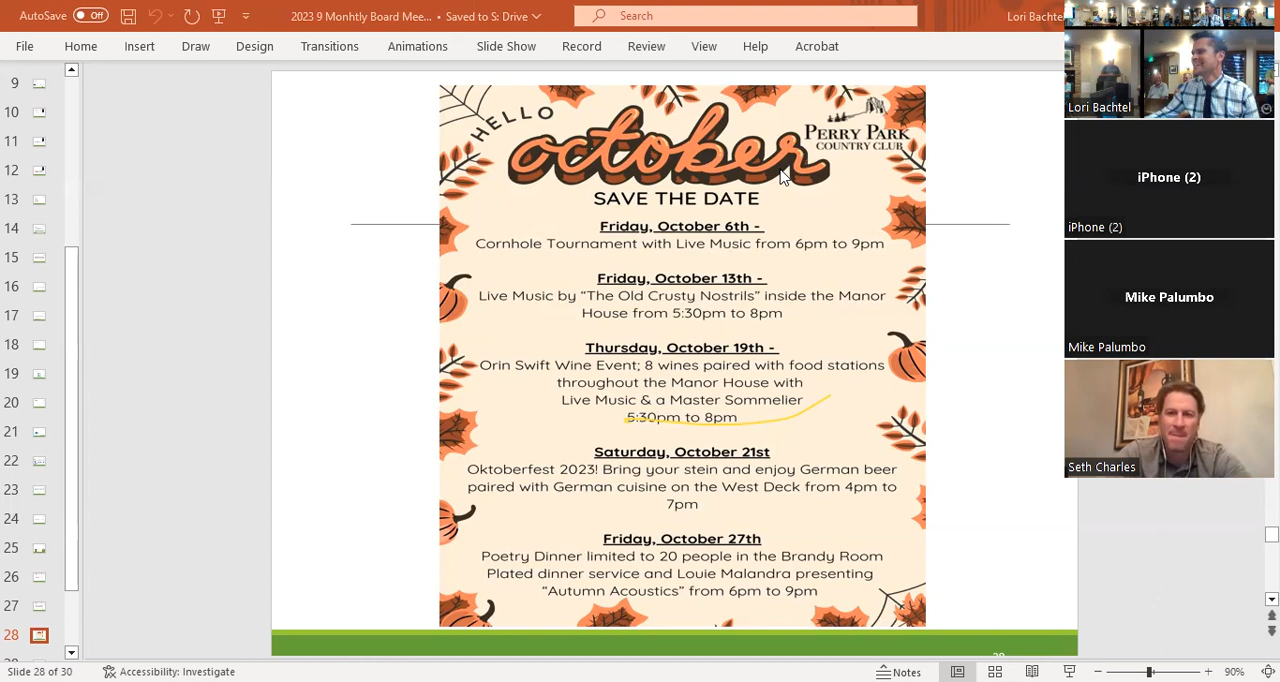 AutoSave Off 2023 9 Monhtly Board Mee... • Saved to S: Drive Search Lori Bachtel
File Home Insert Draw Design Transitions Animations Slide Show Record Review View Help Acrobat
9
10
11
12
13
14
15
16
17
18
19
20
21
22
23
24
25
26
27
28
HELLO
october
PERRY PARK
COUNTRY CLUB
SAVE THE DATE
Friday, October 6th -
Cornhole Tournament with Live Music from 6pm to 9pm
Friday, October 13th -
Live Music by “The Old Crusty Nostrils” inside the Manor
House from 5:30pm to 8pm
Thursday, October 19th -
Orin Swift Wine Event; 8 wines paired with food stations
throughout the Manor House with
Live Music & a Master Sommelier
5:30pm to 8pm
Saturday, October 21st
Oktoberfest 2023! Bring your stein and enjoy German beer
paired with German cuisine on the West Deck from 4pm to
7pm
Friday, October 27th
Poetry Dinner limited to 20 people in the Brandy Room
Plated dinner service and Louie Malandra presenting
“Autumn Acoustics” from 6pm to 9pm
Lori Bachtel
iPhone (2)
iPhone (2)
Mike Palumbo
Mike Palumbo
Seth Charles
Slide 28 of 30 Accessibility: Investigate Notes 90%